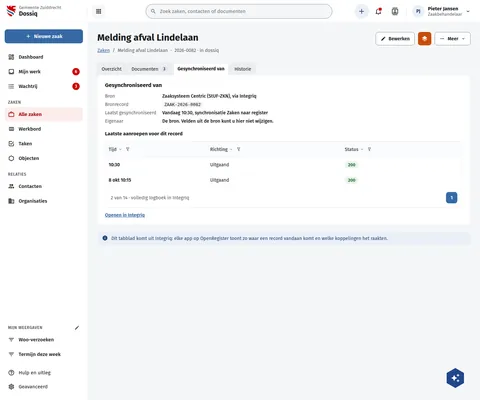 Gemeente Zuiddrecht
Dossiq
Zoek zaken, contacten of documenten
PJ
Pieter Jansen
Zaakbehandelaar
+ Nieuwe zaak
Dashboard
Mijn werk
Wachtrij
ZAKEN
Alle zaken
Werkbord
Taken
Objecten
RELATIES
Contacten
Organisaties
MIJN WEERGAVEN
Woo-verzoeken
Termijn deze week
Hulp en uitleg
Geavanceerd
Melding afval Lindelaan
Zaken / Melding afval Lindelaan · 2026-0082 · in dossiq
Bewerken
Meer
Overzicht
Documenten 3
Gesynchroniseerd van
Historie
Gesynchroniseerd van
Bron Zaaksysteem Centric (StUF-ZKN), via Integriq
Bronrecord ZAAK-2026-0082
Laatst gesynchroniseerd Vandaag 10:30, synchronisatie Zaken naar register
Eigenaar De bron. Velden uit de bron kunt u hier niet wijzigen.
Laatste aanroepen voor dit record
Tijd Richting Status
10:30 Uitgaand 200
8 okt 10:15 Uitgaand 200
2 van 14 · volledig logboek in Integriq
1
Openen in Integriq
Dit tabblad komt uit Integriq: elke app op OpenRegister toont zo waar een record vandaan komt en welke koppelingen het raakten.